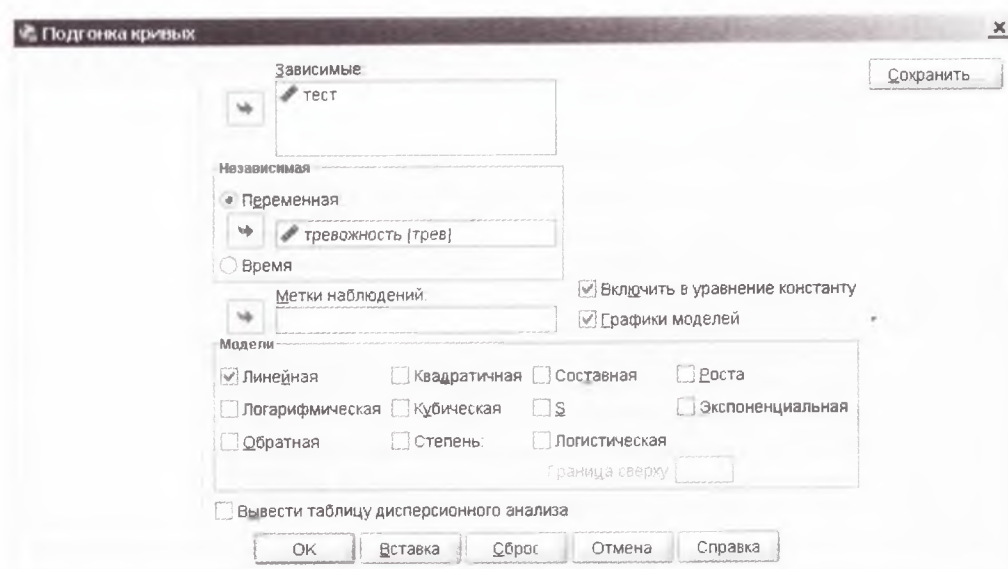 Подгонка кривых
Зависимые:
Сохранить...
тест
Независимая
Переменная:
тревожность [трев]
Время
Метки наблюдений:
Включить в уравнение константу
Графики моделей
Модели
Линейная Квадратичная Составная Роста
Логарифмическая Кубическая S Экспоненциальная
Обратная Степень: Логистическая
Граница сверху
Вывести таблицу дисперсионного анализа
OK Вставка Сброс Отмена Справка